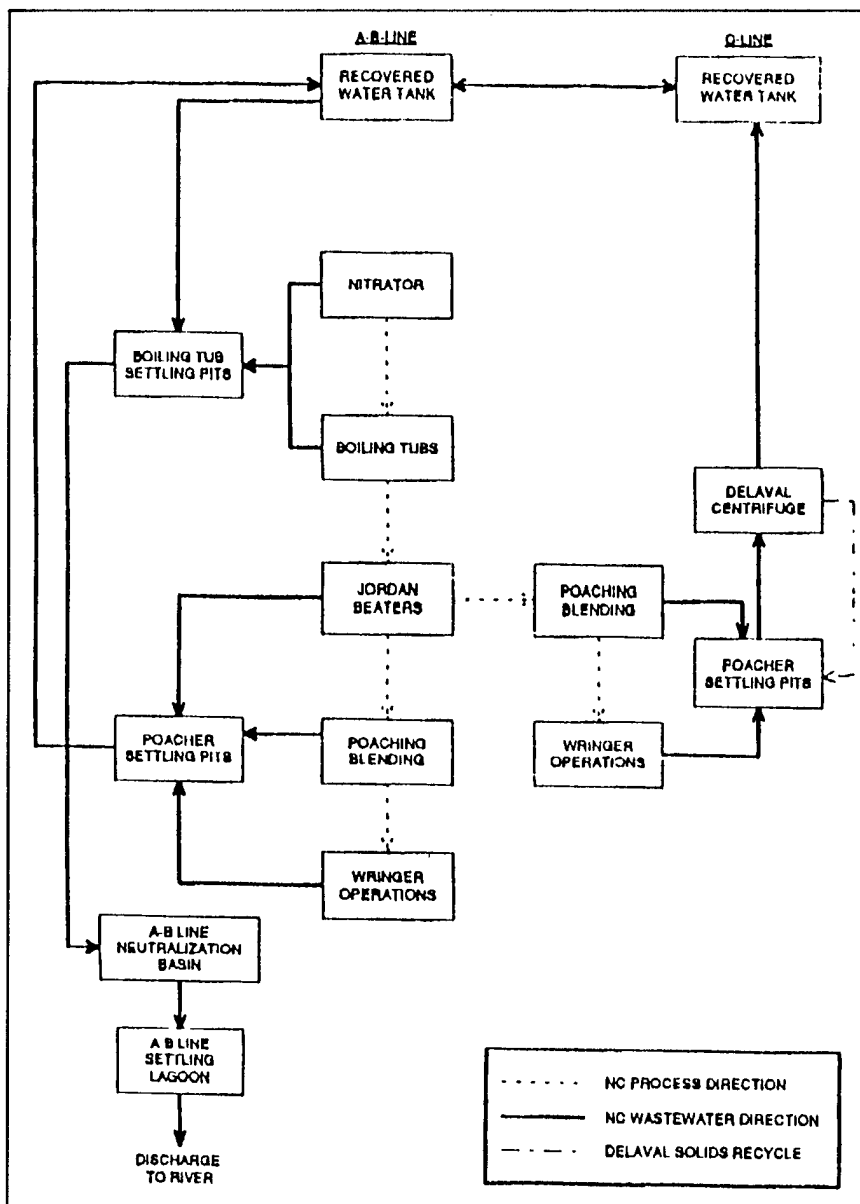 A-B-LINE
C-LINE
RECOVERED
WATER TANK
RECOVERED
WATER TANK
NITRATOR
BOILING TUB
SETTLING PITS
BOILING TUBS
DELAVAL
CENTRIFUGE
JORDAN
BEATERS
POACHING
BLENDING
POACHER
SETTLING PITS
POACHER
SETTLING PITS
POACHING
BLENDING
WRINGER
OPERATIONS
WRINGER
OPERATIONS
A-B LINE
NEUTRALIZATION
BASIN
A B LINE
SETTLING
LAGOON
DISCHARGE
TO RIVER
NC PROCESS DIRECTION
NC WASTEWATER DIRECTION
DELAVAL SOLIDS RECYCLE